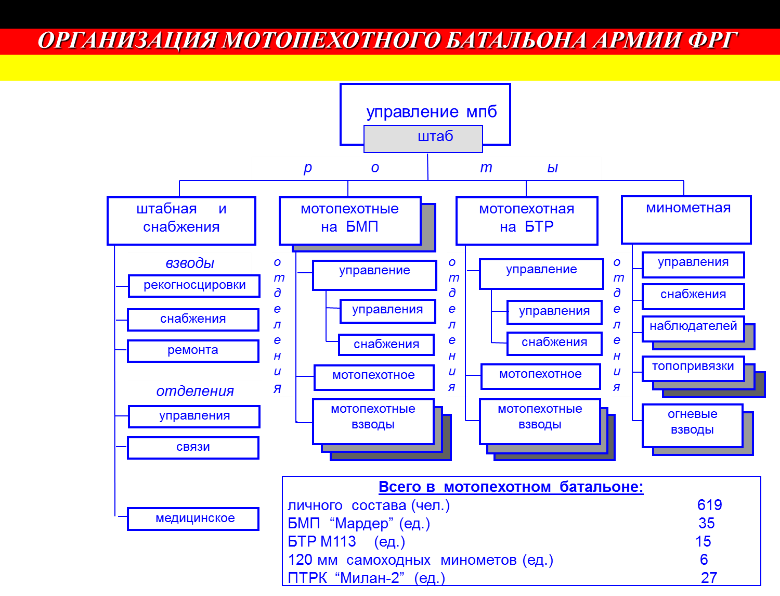 ОРГАНИЗАЦИЯ МОТОПЕХОТНОГО БАТАЛЬОНА АРМИИ ФРГ
управление мпб
штаб
р о т ы
штабная и
снабжения
взводы
рекогносцировки
снабжения
ремонта
отделения
управления
связи
медицинское
мотопехотные
на БМП
отделения
управление
управления
снабжения
мотопехотное
мотопехотные
взводы
мотопехотная
на БТР
отделения
управление
управления
снабжения
мотопехотное
мотопехотные
взводы
минометная
отделения
управления
снабжения
наблюдателей
топопривязки
огневые
взводы
Всего в мотопехотном батальоне:
личного состава (чел.) 619
БМП “Мардер” (ед.) 35
БТР М113 (ед.) 15
120 мм самоходных минометов (ед.) 6
ПТРК “Милан-2” (ед.) 27